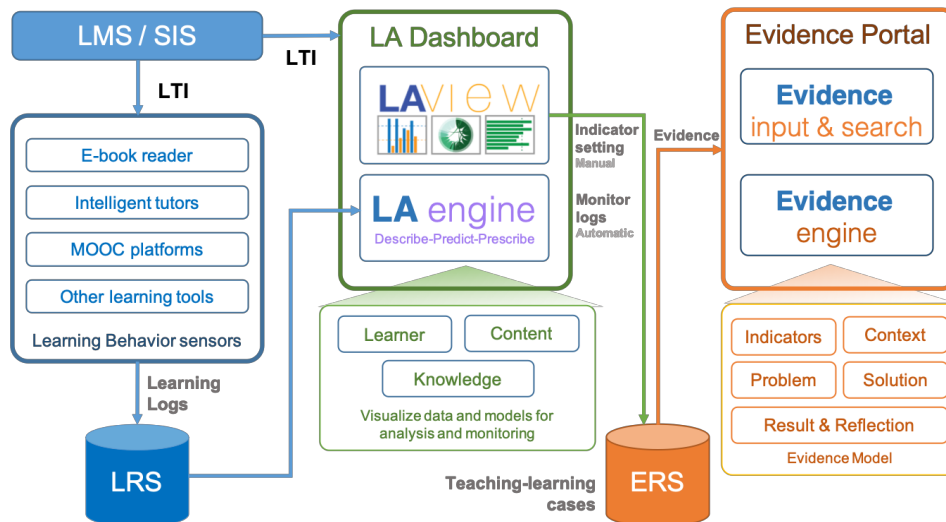 LMS / SIS
LTI
LTI
E-book reader
Intelligent tutors
MOOC platforms
Other learning tools
Learning Behavior sensors
Learning
Logs
LRS
LA Dashboard
LAVIEW
LA engine
Describe-Predict-Prescribe
Learner
Content
Knowledge
Visualize data and models for
analysis and monitoring
Indicator
setting
Manual
Monitor
logs
Automatic
Teaching-learning
cases
ERS
Evidence
Evidence Portal
Evidence
input & search
Evidence
engine
Indicators
Context
Problem
Solution
Result & Reflection
Evidence Model